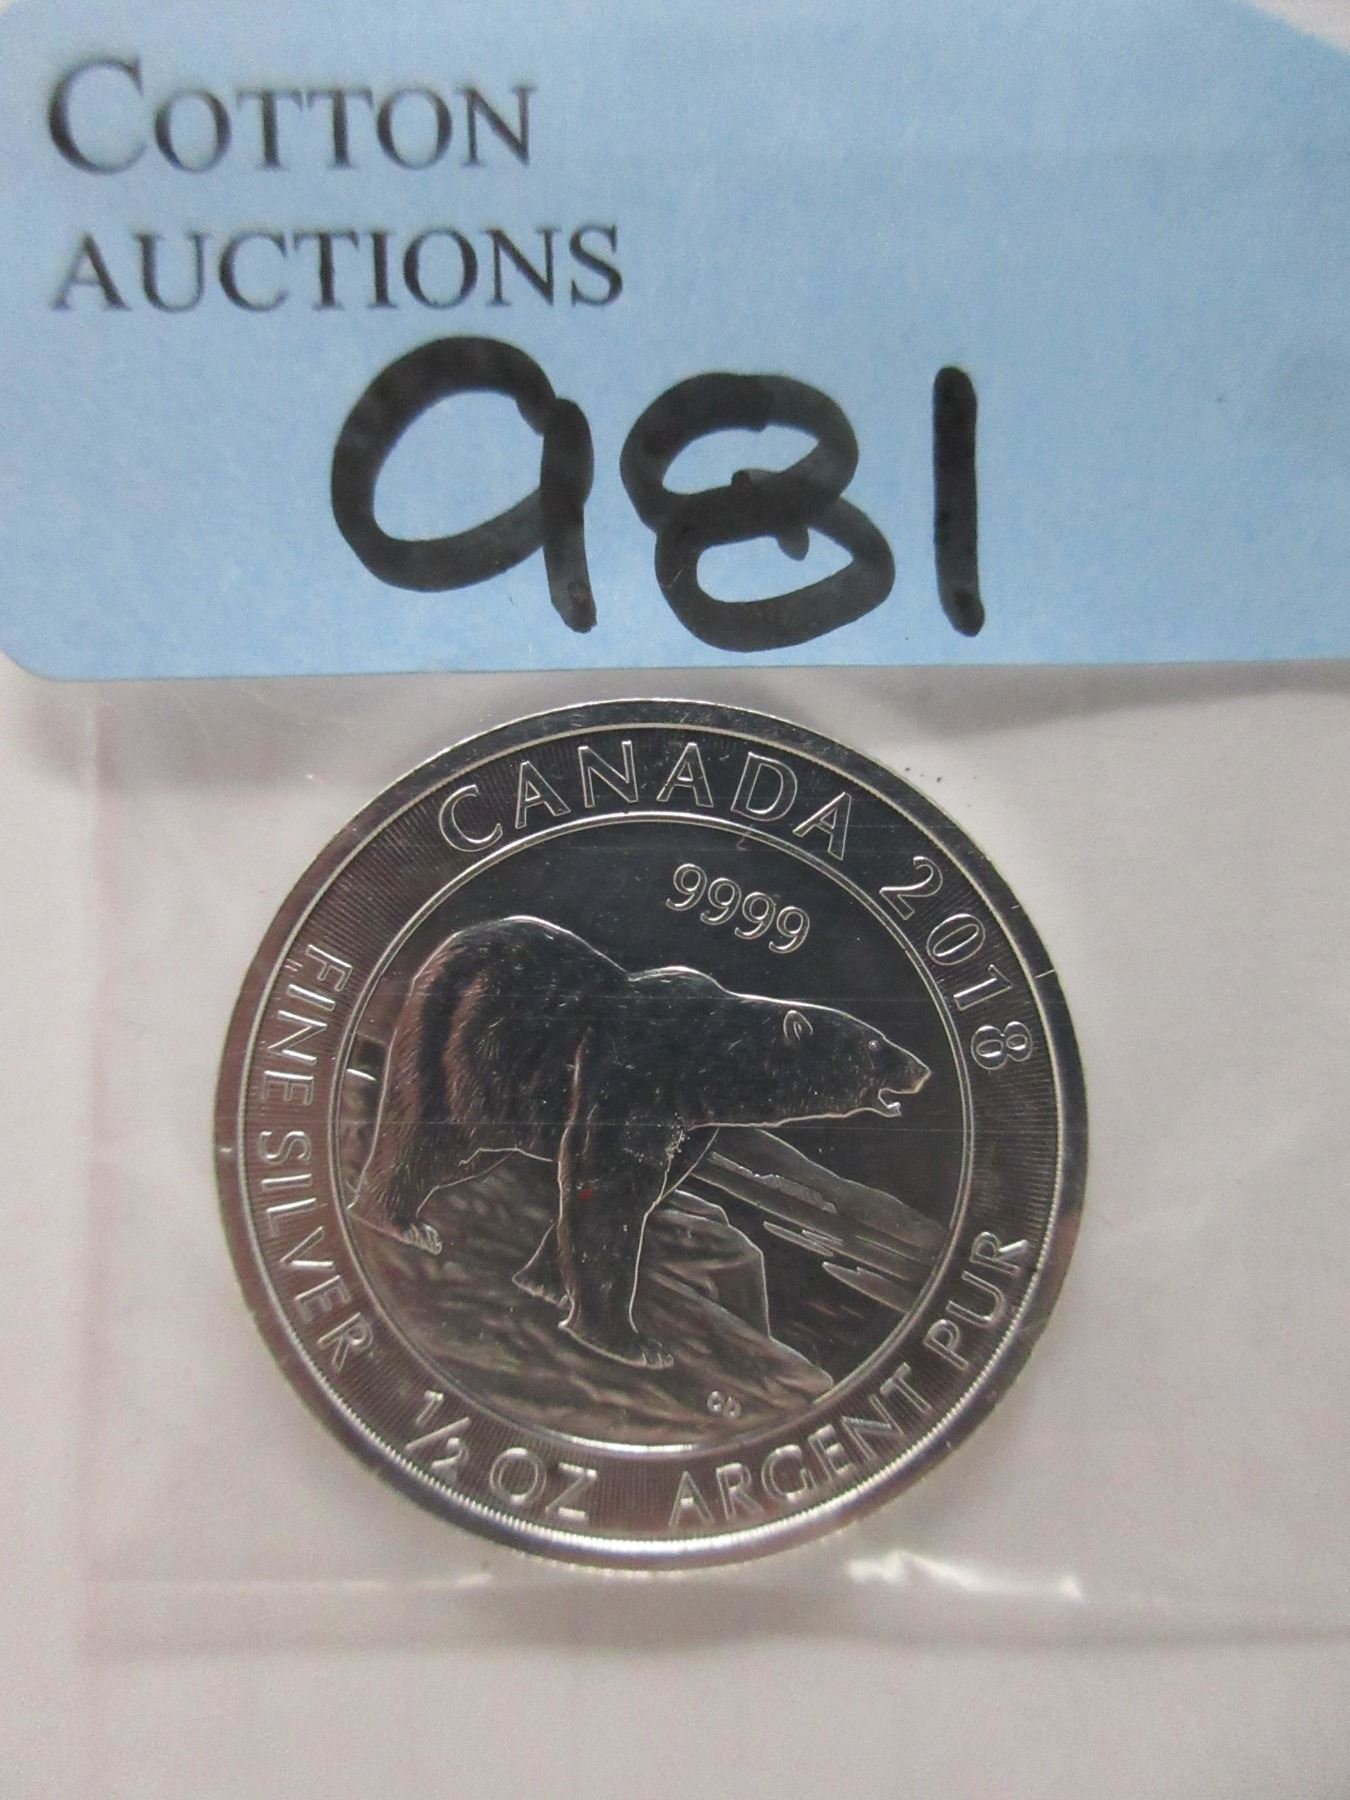 COTTON
AUCTIONS
981
CANADA 2018
9999
FINE SILVER 1/2 OZ ARGENT PUR